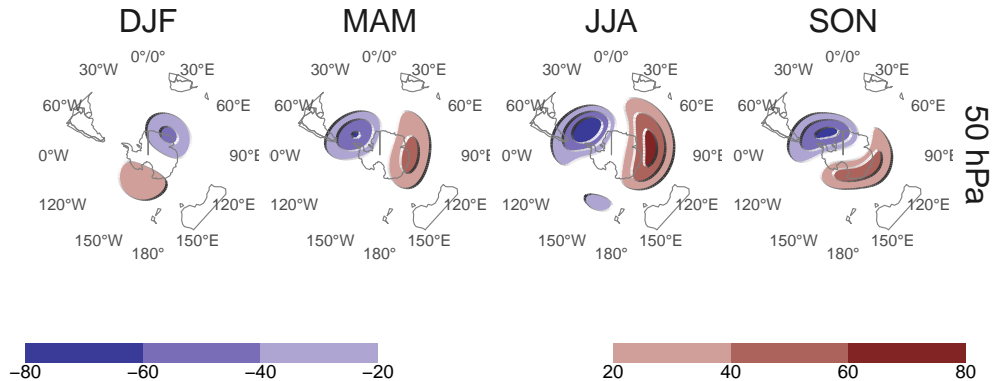 DJF MAM JJA SON
0°/0° 0°/0° 0°/0° 0°/0°
30°W 30°E 30°W 30°E 30°W 30°E 30°W 30°E
60°W 60°E 60°W 60°E 60°W 60°E 60°W 60°E
0°W 90°E 0°W 90°E 0°W 90°E 0°W 90°E
120°W 120°E 120°W 120°E 120°W 120°E 120°W 120°E
150°W 150°E 150°W 150°E 150°W 150°E 150°W 150°E
180° 180° 180° 180°
50 hPa
−80 −60 −40 −20 20 40 60 80